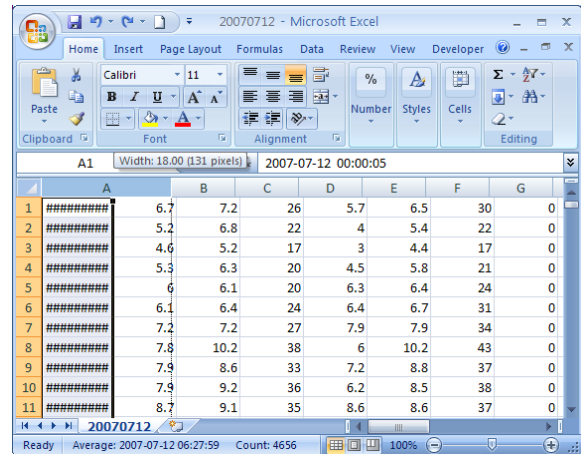 20070712 - Microsoft Excel
Home Insert Page Layout Formulas Data Review View Developer
Paste
Calibri 11
B I U A A
A
% Number
A Styles
Cells
Σ
Clipboard Font Alignment Editing
A1 Width: 18.00 (131 pixels) 2007-07-12 00:00:05
A B C D E F G
1 ######### 6.7 7.2 26 5.7 6.5 30 0
2 ######### 5.2 6.8 22 4 5.4 22 0
3 ######### 4.6 5.2 17 3 4.4 17 0
4 ######### 5.3 6.3 20 4.5 5.8 21 0
5 ######### 6 6.1 20 6.3 6.4 24 0
6 ######### 6.1 6.4 24 6.4 6.7 31 0
7 ######### 7.2 7.2 27 7.9 7.9 34 0
8 ######### 7.8 10.2 38 6 10.2 43 0
9 ######### 7.9 8.6 33 7.2 8.8 37 0
10 ######### 7.9 9.2 36 6.2 8.5 38 0
11 ######### 8.7 9.1 35 8.6 8.6 37 0
20070712
Ready Average: 2007-07-12 06:27:59 Count: 4656 100%